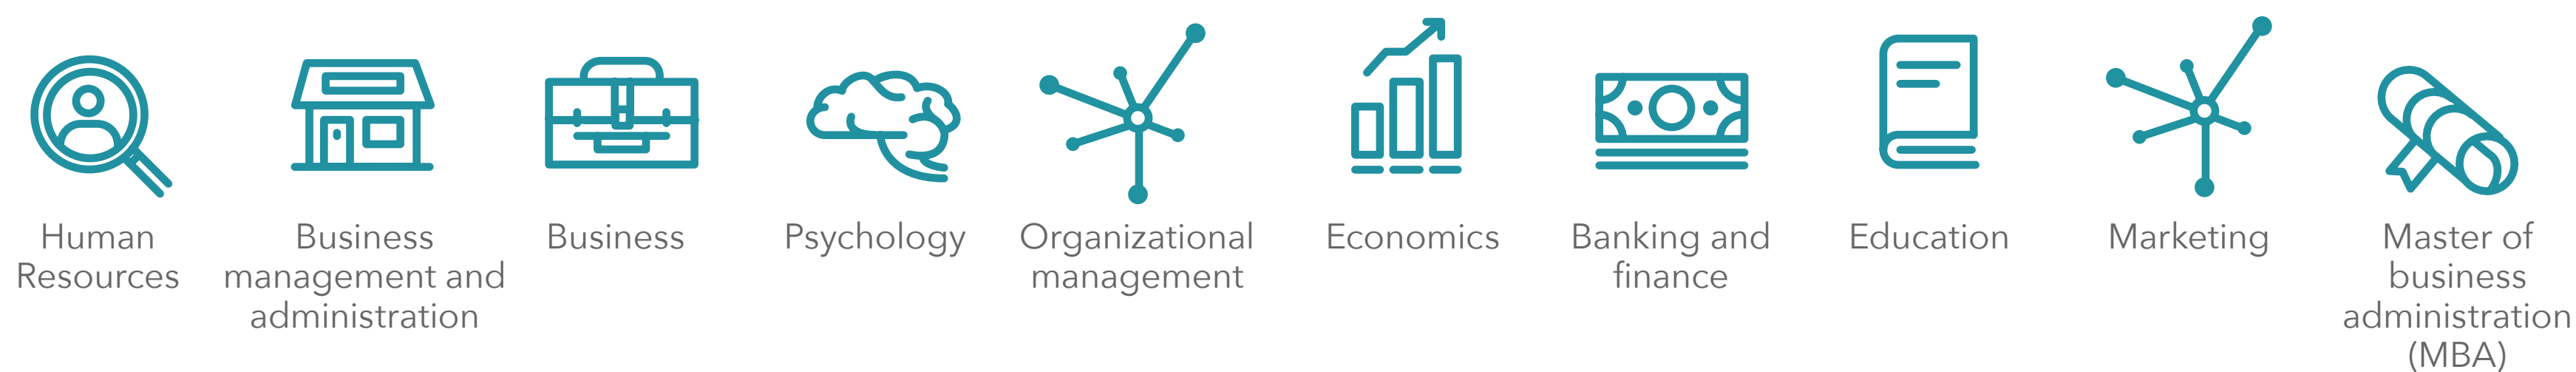 Human
Resources
Business
management and
administration
Business
Psychology
Organizational
management
Economics
Banking and
finance
Education
Marketing
Master of
business
administration
(MBA)